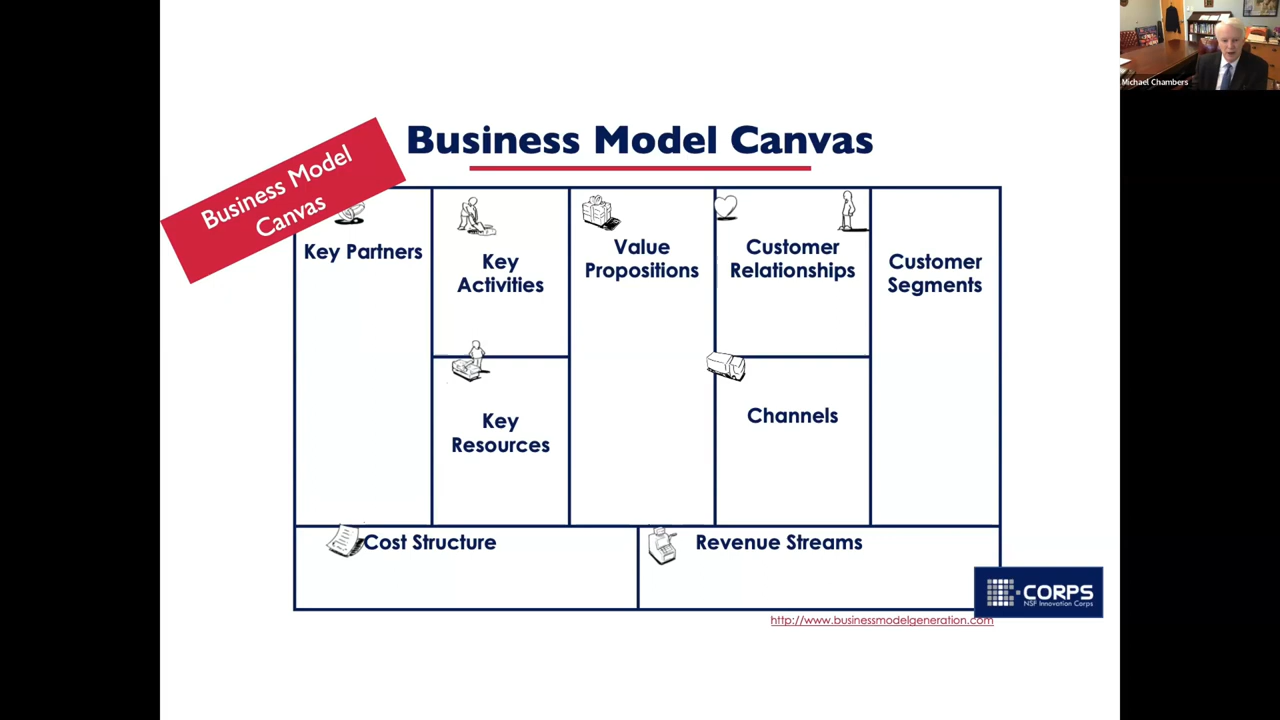 Michael Chambers
Business Model Canvas
Business Model
Canvas
Key Partners
Key
Activities
Value
Propositions
Customer
Relationships
Customer
Segments
Key
Resources
Channels
Cost Structure
Revenue Streams
CORPS
NSF Innovation Corps
http://www.businessmodelgeneration.com